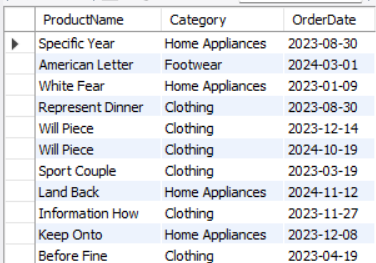 ProductName Category OrderDate
Specific Year Home Appliances 2023-08-30
American Letter Footwear 2024-03-01
White Fear Home Appliances 2023-01-09
Represent Dinner Clothing 2023-08-30
Will Piece Clothing 2023-12-14
Will Piece Clothing 2024-10-19
Sport Couple Clothing 2023-03-19
Land Back Home Appliances 2024-11-12
Information How Clothing 2023-11-27
Keep Onto Home Appliances 2023-12-08
Before Fine Clothing 2023-04-19